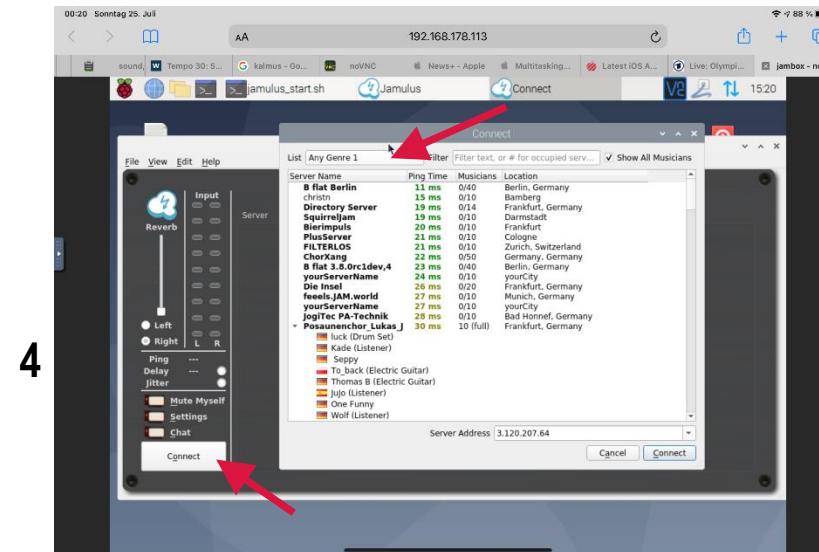 00:20 Sonntag 25. Juli
88 %
AA
192.168.178.113
sound,
Tempo 30: S...
kalmus - Goo...
noVNC
News+ - Apple
Multitasking...
Latest iOS A...
Live: Olympi...
jambox - no
jamulus_start.sh
Jamulus
Connect
15:20
Connect
File View Edit Help
List Any Genre 1
Filter Filter text, or # for occupied serv...
Show All Musicians
Server Name Ping Time Musicians Location
B flat Berlin 11 ms 0/40 Berlin, Germany
christn 15 ms 0/10 Bamberg
Directory Server 19 ms 0/14 Frankfurt, Germany
SquirrelJam 19 ms 0/10 Darmstadt
Bierimpuls 20 ms 0/10 Frankfurt
PlusServer 21 ms 0/10 Cologne
FILTERLOS 21 ms 0/10 Zurich, Switzerland
ChorXang 22 ms 0/50 Germany, Germany
B flat 3.8.0rc1dev,4 23 ms 0/40 Berlin, Germany
yourServerName 24 ms 0/10 yourCity
Die Insel 26 ms 0/20 Frankfurt, Germany
feeels.JAM.world 27 ms 0/10 Munich, Germany
yourServerName 27 ms 0/10 yourCity
JogiTec PA-Technik 28 ms 0/10 Bad Honnef, Germany
Posaunenchor_Lukas_J 30 ms 10 (full) Frankfurt, Germany
luck (Drum Set)
Kade (Listener)
Seppy
To_back (Electric Guitar)
Thomas B (Electric Guitar)
JuJo (Listener)
One Funny
Wolf (Listener)
Server Address 3.120.207.64
Cancel
Connect
Input
Server
Reverb
Left
Right
L R
Ping ---
Delay ---
Jitter
Mute Myself
Settings
Chat
Connect
4